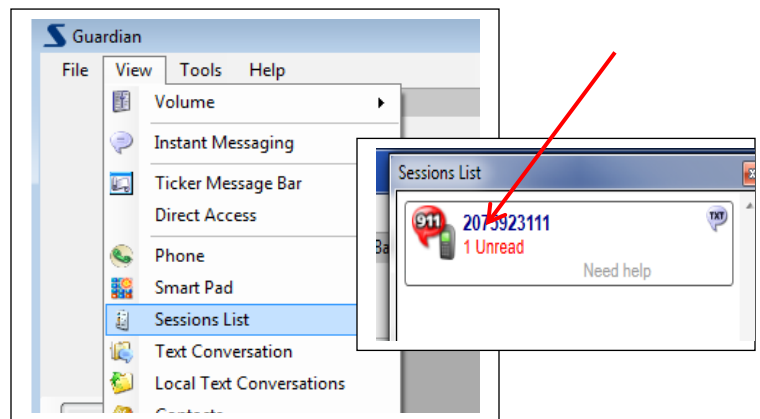 Guardian
File View Tools Help
Volume
Instant Messaging
Ticker Message Bar
Direct Access
Phone
Smart Pad
Sessions List
Text Conversation
Local Text Conversations
Sessions List
911
2075923111
TXT
1 Unread
Need help
Ba